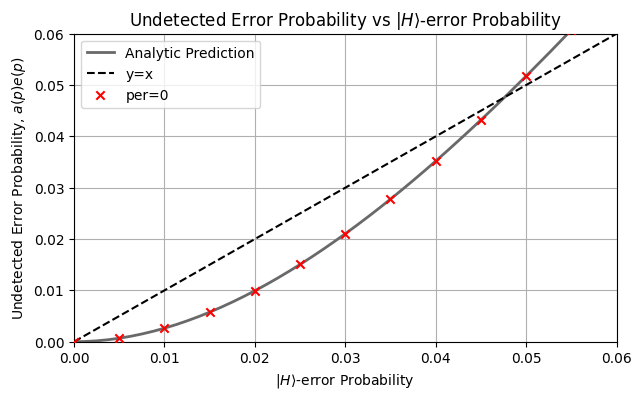 Undetected Error Probability vs |H⟩-error Probability
Undetected Error Probability, a(p)e(p)
0.06
0.05
0.04
0.03
0.02
0.01
0.00
Analytic Prediction
y=x
per=0
0.00 0.01 0.02 0.03 0.04 0.05 0.06
|H⟩-error Probability